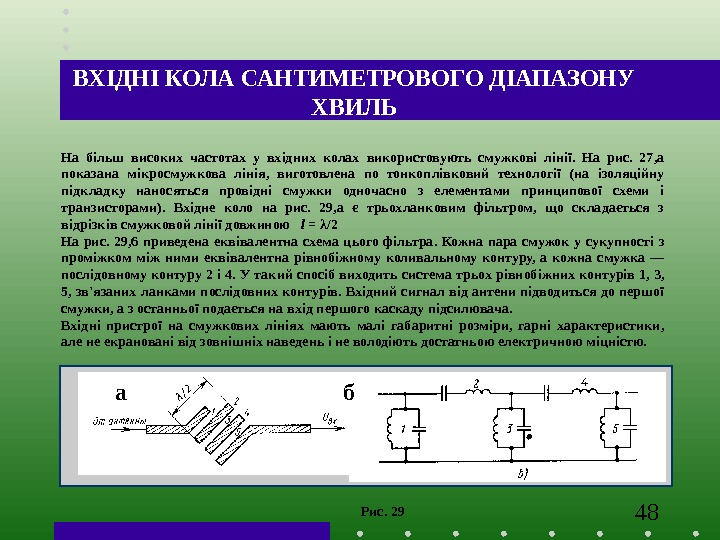 ВХІДНІ КОЛА САНТИМЕТРОВОГО ДІАПАЗОНУ
ХВИЛЬ
На більш високих частотах у вхідних колах використовують смужкові лінії. На рис. 27,а
показана мікросмужкова лінія, виготовлена по тонкоплівковий технології (на ізоляційну
підкладку наносяться провідні смужки одночасно з елементами принципової схеми і
транзисторами). Вхідне коло на рис. 29,а є трьохланковим фільтром, що складається з
відрізків смужковой лінії довжиною l = λ/2
На рис. 29,б приведена еквівалентна схема цього фільтра. Кожна пара смужок у сукупності з
проміжком між ними еквівалентна рівнобіжному коливальному контуру, а кожна смужка —
послідовному контуру 2 і 4. У такий спосіб виходить система трьох рівнобіжних контурів 1, 3,
5, зв'язаних ланками послідовних контурів. Вхідний сигнал від антени підводиться до першої
смужки, а з останньої подається на вхід першого каскаду підсилювача.
Вхідні пристрої на смужкових лініях мають малі габаритні розміри, гарні характеристики,
але не екрановані від зовнішніх наведень і не володіють достатньою електричною міцністю.
а
б
λ/2
От антенны
1
2
3
4
5
2
4
1
3
5
в)
Рис. 29
48